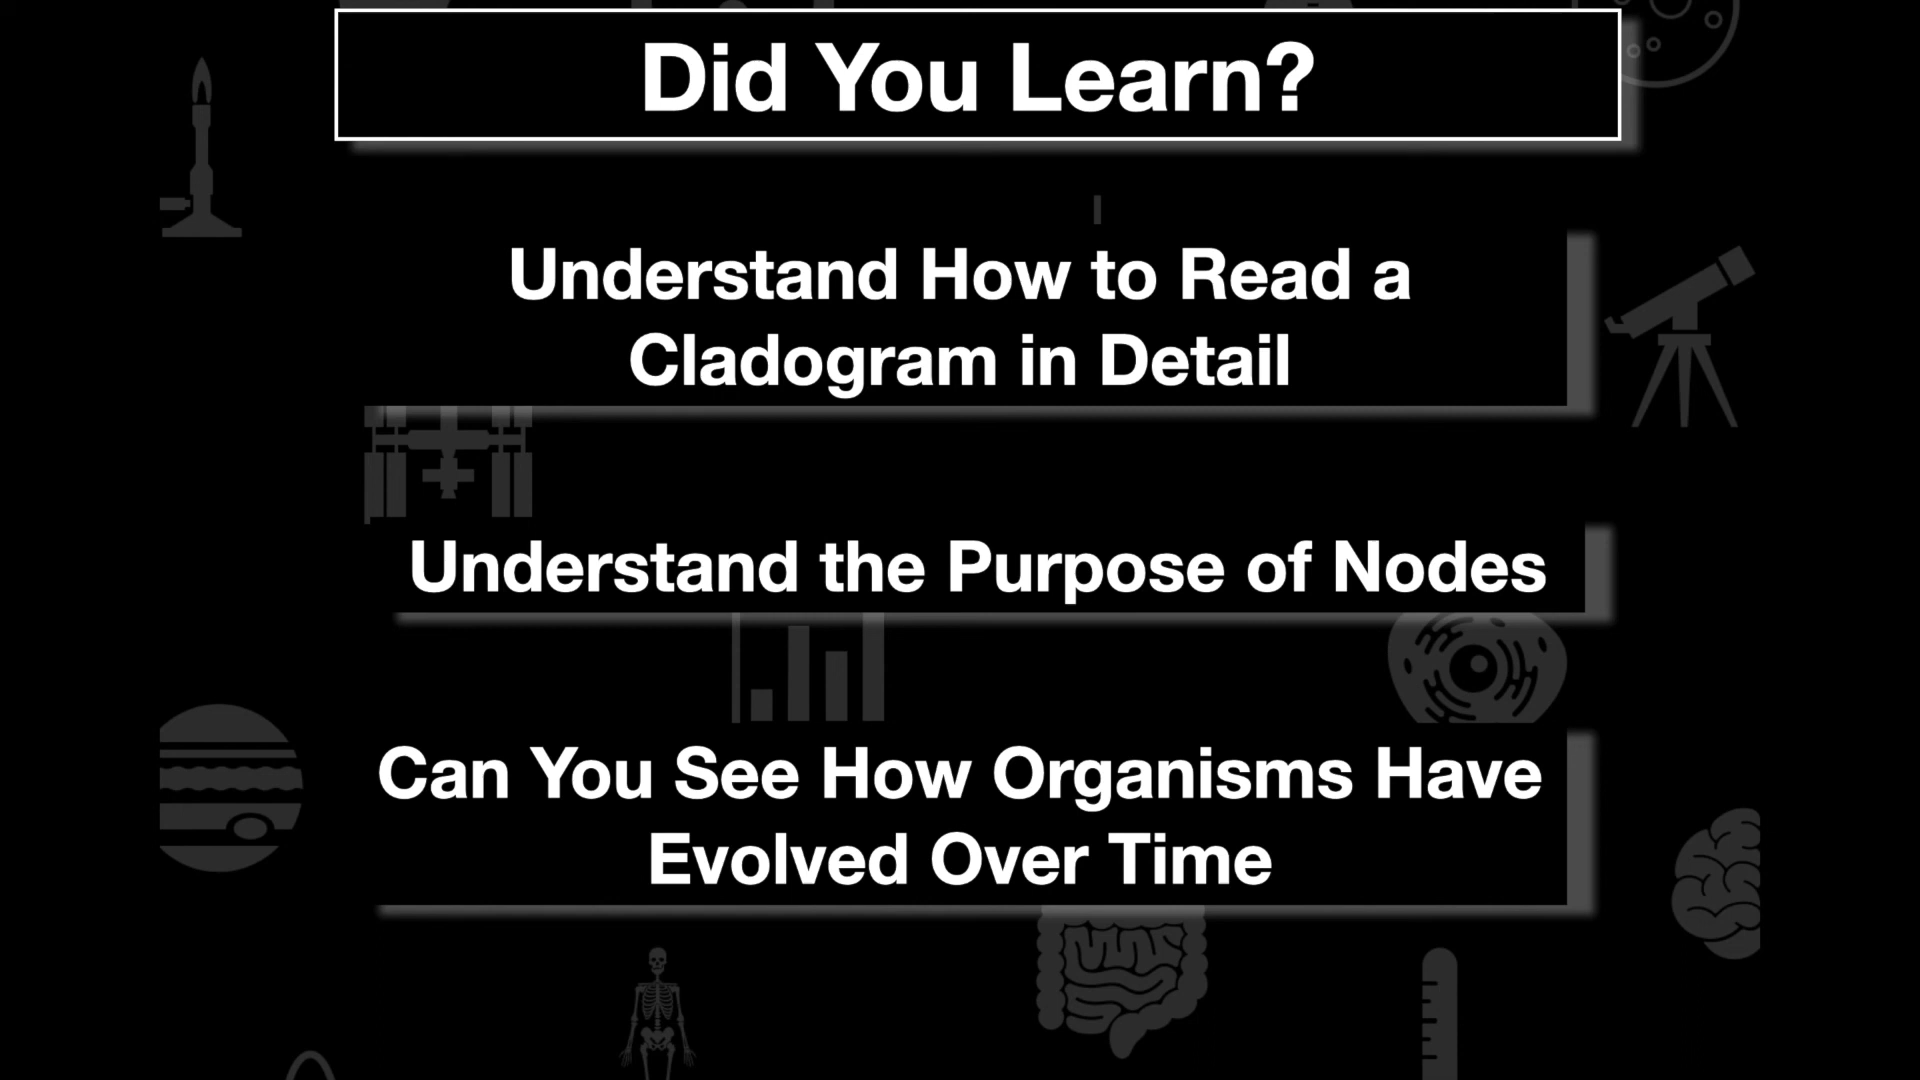 Did You Learn?
Understand How to Read a
Cladogram in Detail
Understand the Purpose of Nodes
Can You See How Organisms Have
Evolved Over Time